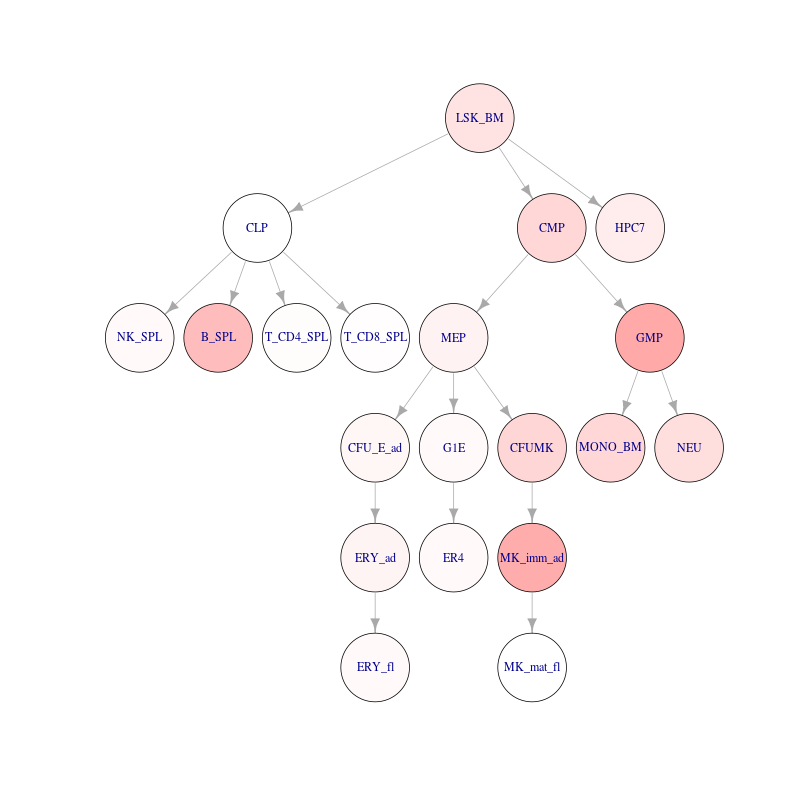 LSK_BM
CLP
CMP
HPC7
NK_SPL
B_SPL
T_CD4_SPL
T_CD8_SPL
MEP
GMP
CFU_E_ad
G1E
CFUMK
MONO_BM
NEU
ERY_ad
ER4
MK_imm_ad
ERY_fl
MK_mat_fl